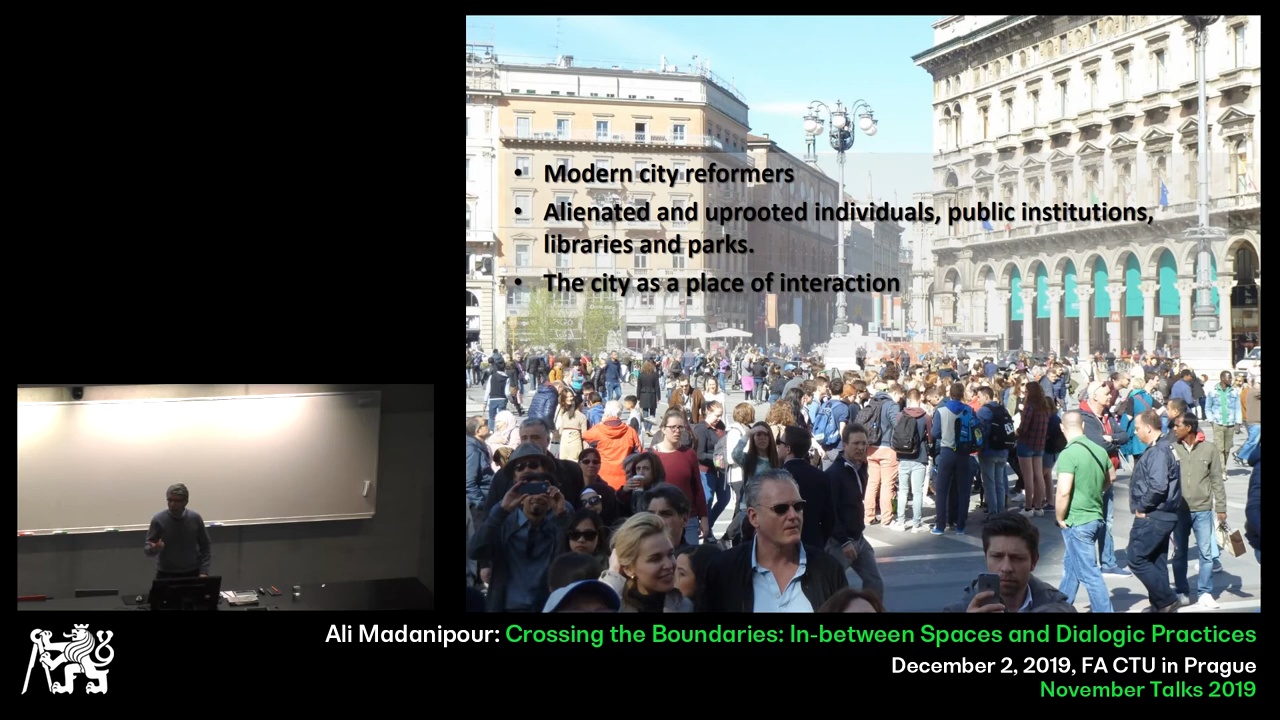 • Modern city reformers
• Alienated and uprooted individuals, public institutions,
libraries and parks.
• The city as a place of interaction
Ali Madanipour: Crossing the Boundaries: In-between Spaces and Dialogic Practices
December 2, 2019, FA CTU in Prague
November Talks 2019